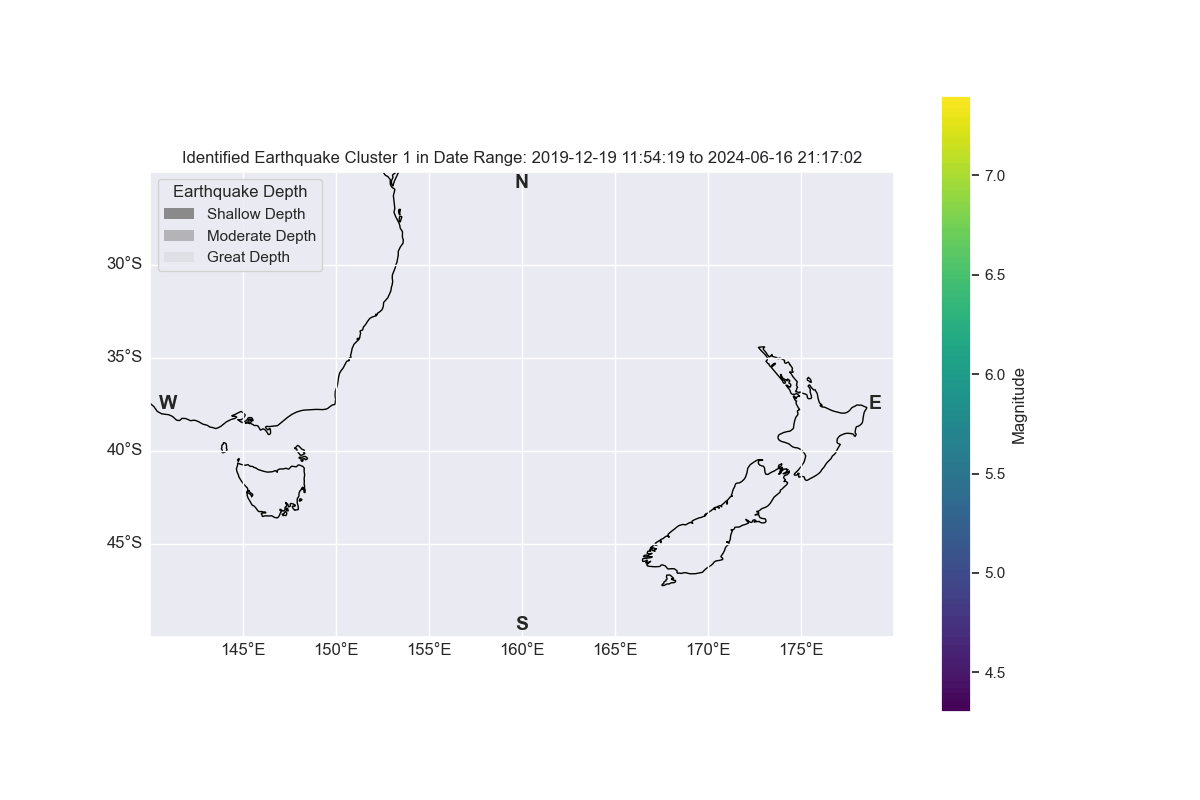 Identified Earthquake Cluster 1 in Date Range: 2019-12-19 11:54:19 to 2024-06-16 21:17:02
Earthquake Depth
Shallow Depth
Moderate Depth
Great Depth
N
W
E
S
30°S
35°S
40°S
45°S
145°E
150°E
155°E
160°E
165°E
170°E
175°E
7.0
6.5
6.0
5.5
5.0
4.5
Magnitude